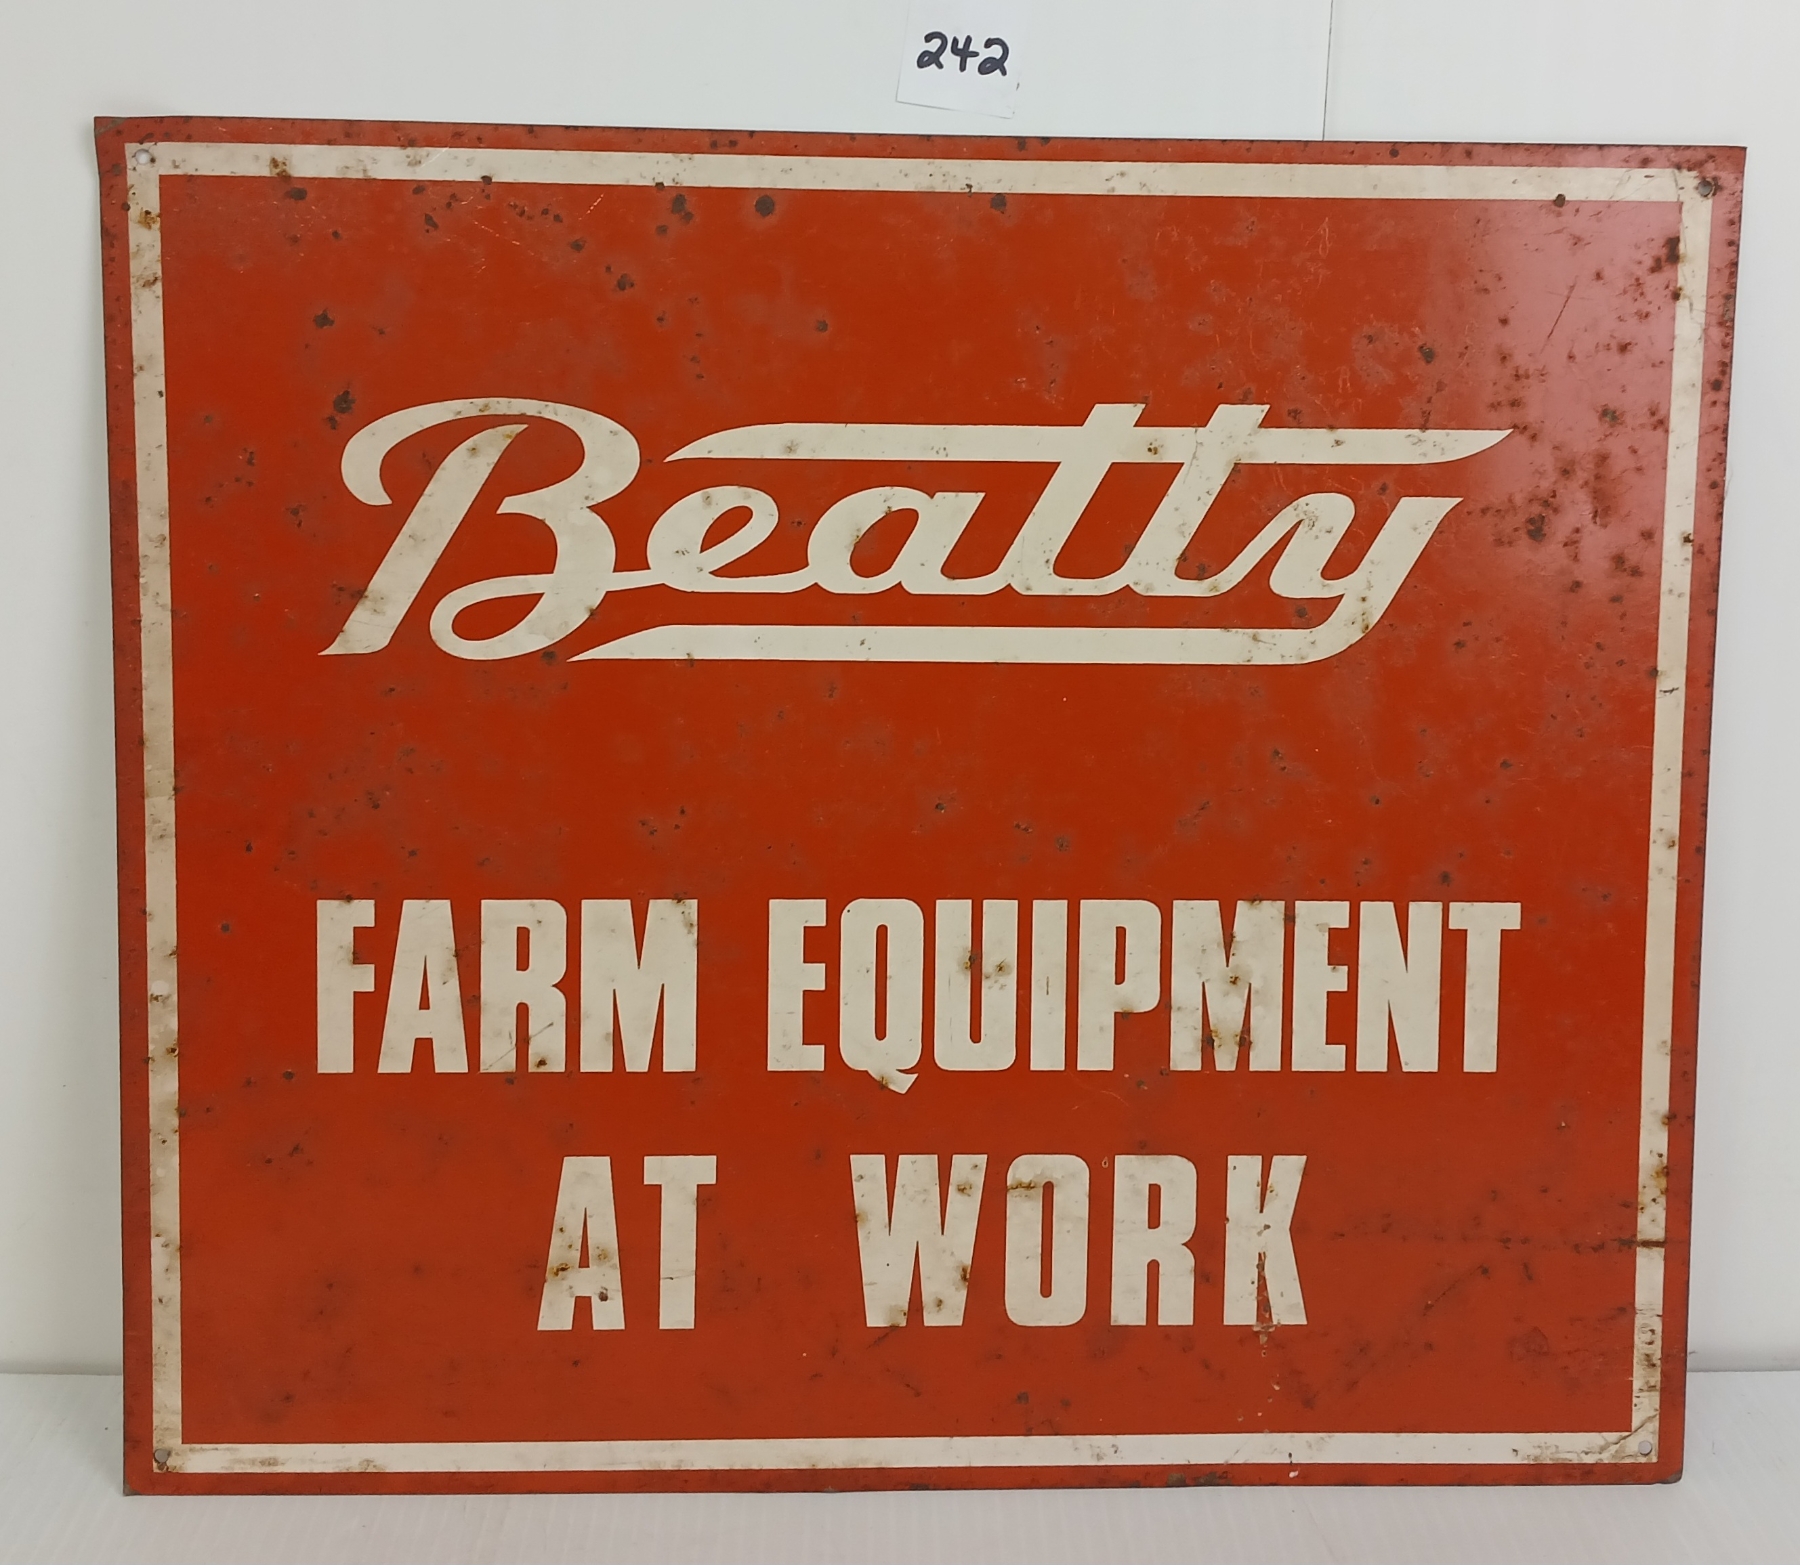 242
Beatty
FARM EQUIPMENT
AT WORK